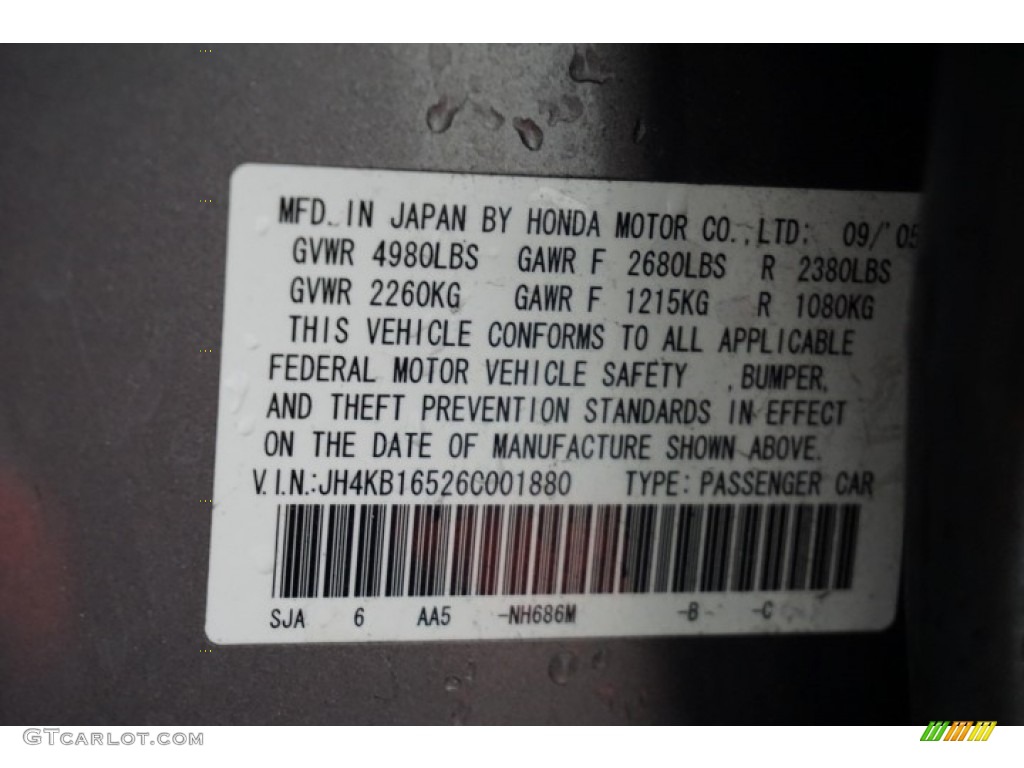 MFD. IN JAPAN BY HONDA MOTOR CO., LTD: 09/'05
GVWR 4980LBS GAWR F 2680LBS R 2380LBS
GVWR 2260KG GAWR F 1215KG R 1080KG
THIS VEHICLE CONFORMS TO ALL APPLICABLE
FEDERAL MOTOR VEHICLE SAFETY , BUMPER,
AND THEFT PREVENTION STANDARDS IN EFFECT
ON THE DATE OF MANUFACTURE SHOWN ABOVE.
V.I.N.:JH4KB16526C001880 TYPE: PASSENGER CAR
SJA 6 AA5 -NH686M -B- -C
GTCARLOT.COM